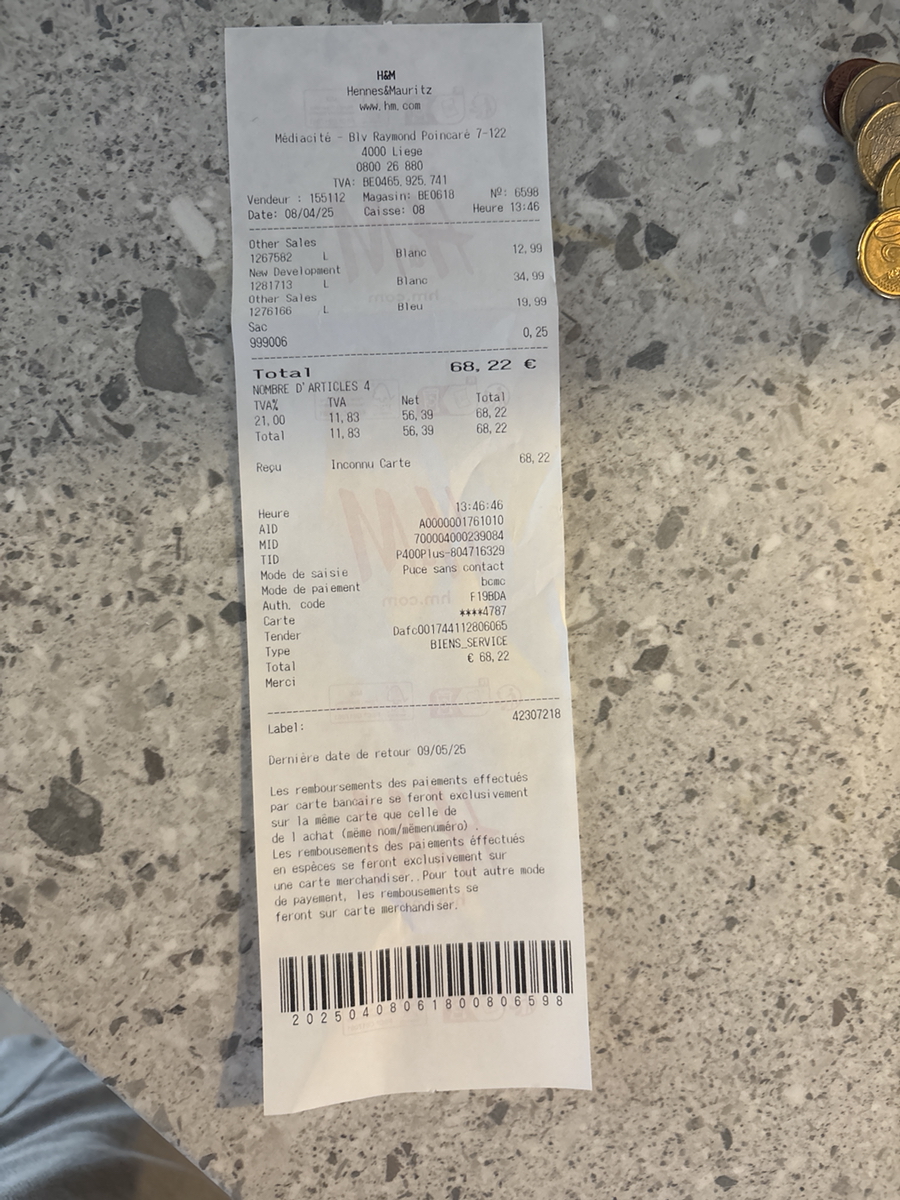 H&M
Hennes&Mauritz
www.hm.com
Médiacité - Blv Raymond Poincaré 7-122
4000 Liege
0800 26 880
TVA: BE0465.925.741
Vendeur : 155112 Magasin: BE0618 Nº: 6598
Date: 08/04/25 Caisse: 08 Heure 13:46
Other Sales
1267582 L Blanc 12,99
New Development
1281713 L Blanc 34,99
Other Sales
1276166 L Bleu 19,99
Sac
999006 0,25
Total 68,22 €
NOMBRE D'ARTICLES 4
TVA% TVA Net Total
21.00 11,83 56,39 68,22
Total 11,83 56,39 68,22
Reçu Inconnu Carte 68,22
Heure 13:46:46
AID A0000001761010
MID 700004000239084
TID P400Plus-804716329
Mode de saisie Puce sans contact
Mode de paiement bcmc
Auth. code F19BDA
Carte ****4787
Tender Dafc001744112806065
Type BIENS_SERVICE
Total € 68,22
Merci
Label: 42307218
Dernière date de retour 09/05/25
Les remboursements des paiements effectués
par carte bancaire se feront exclusivement
sur la même carte que celle de
de l achat (même nom/mêmenuméro) .
Les rembousements des paiements éffectués
en espèces se feront exclusivement sur
une carte merchandiser..Pour tout autre mode
de payement, les rembousements se
feront sur carte merchandiser.
20250408061800806598